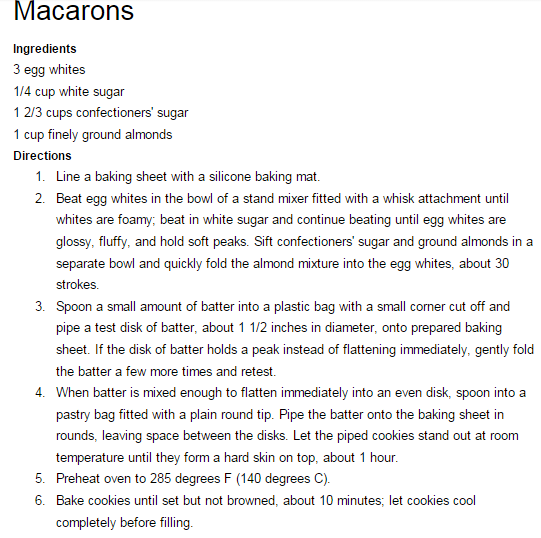 Macarons
Ingredients
3 egg whites
1/4 cup white sugar
1 2/3 cups confectioners' sugar
1 cup finely ground almonds
Directions
1. Line a baking sheet with a silicone baking mat.
2. Beat egg whites in the bowl of a stand mixer fitted with a whisk attachment until
whites are foamy; beat in white sugar and continue beating until egg whites are
glossy, fluffy, and hold soft peaks. Sift confectioners' sugar and ground almonds in a
separate bowl and quickly fold the almond mixture into the egg whites, about 30
strokes.
3. Spoon a small amount of batter into a plastic bag with a small corner cut off and
pipe a test disk of batter, about 1 1/2 inches in diameter, onto prepared baking
sheet. If the disk of batter holds a peak instead of flattening immediately, gently fold
the batter a few more times and retest.
4. When batter is mixed enough to flatten immediately into an even disk, spoon into a
pastry bag fitted with a plain round tip. Pipe the batter onto the baking sheet in
rounds, leaving space between the disks. Let the piped cookies stand out at room
temperature until they form a hard skin on top, about 1 hour.
5. Preheat oven to 285 degrees F (140 degrees C).
6. Bake cookies until set but not browned, about 10 minutes; let cookies cool
completely before filling.